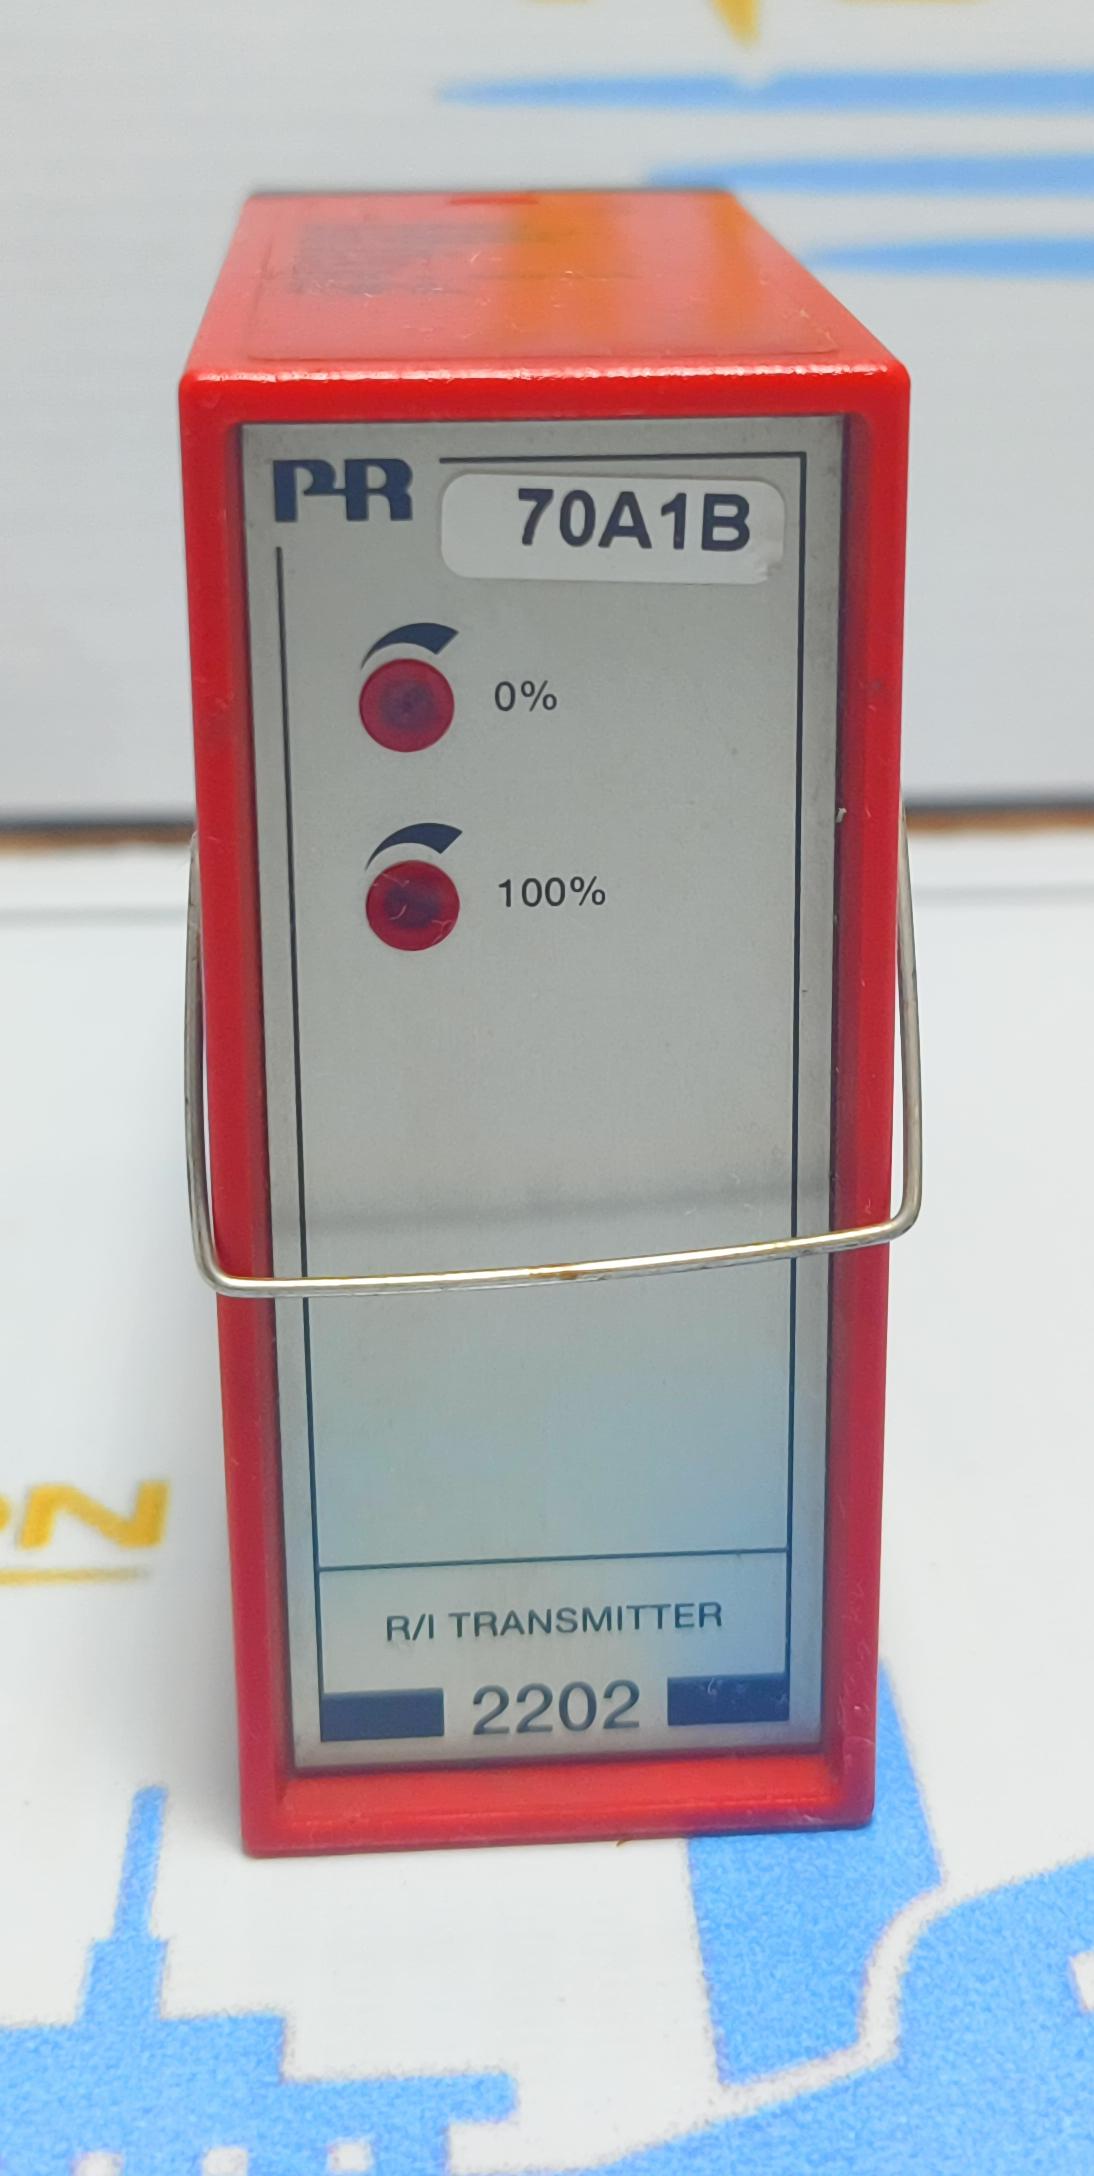 PR
70A1B
0%
100%
R/I TRANSMITTER
2202